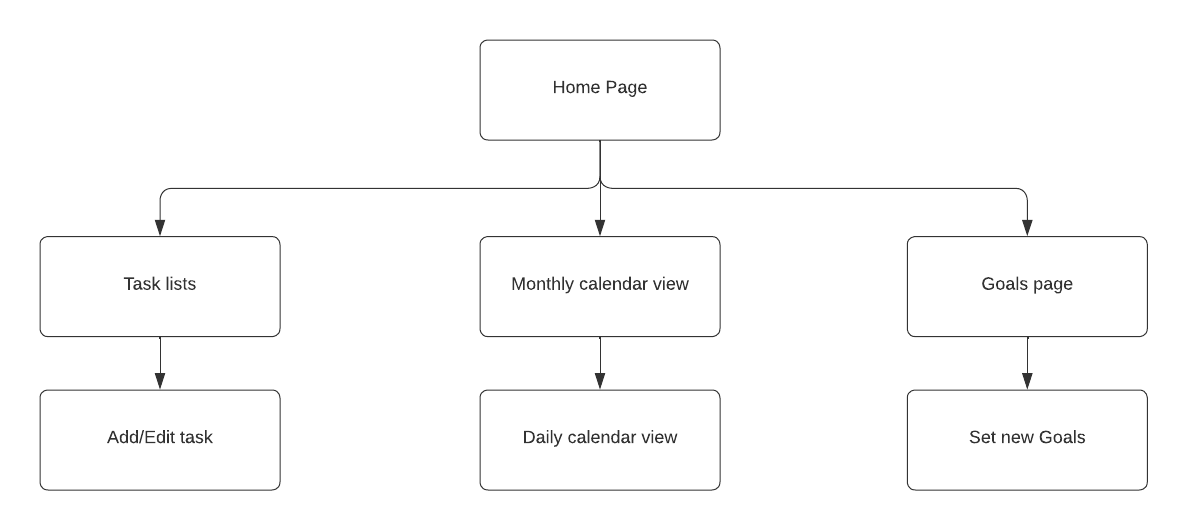 Home Page
Task lists
Monthly calendar view
Goals page
Add/Edit task
Daily calendar view
Set new Goals